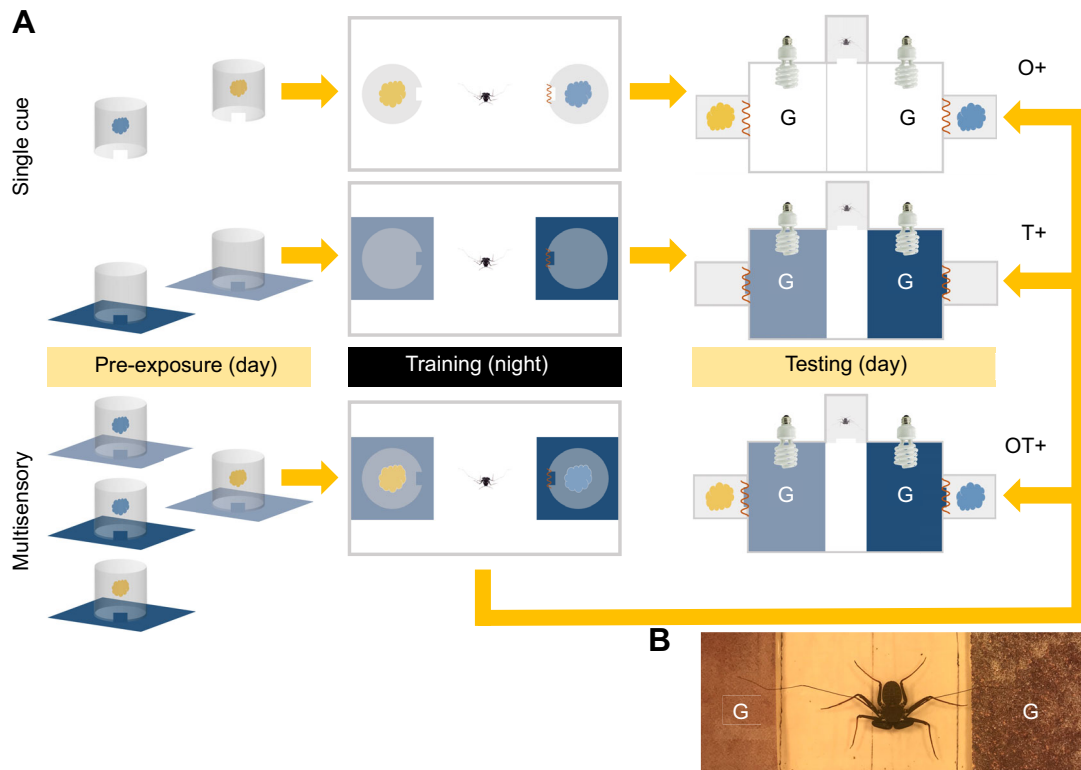 A
Single cue
O+
G
G
T+
G
G
Pre-exposure (day)
Training (night)
Testing (day)
Multisensory
OT+
G
G
B
G
G